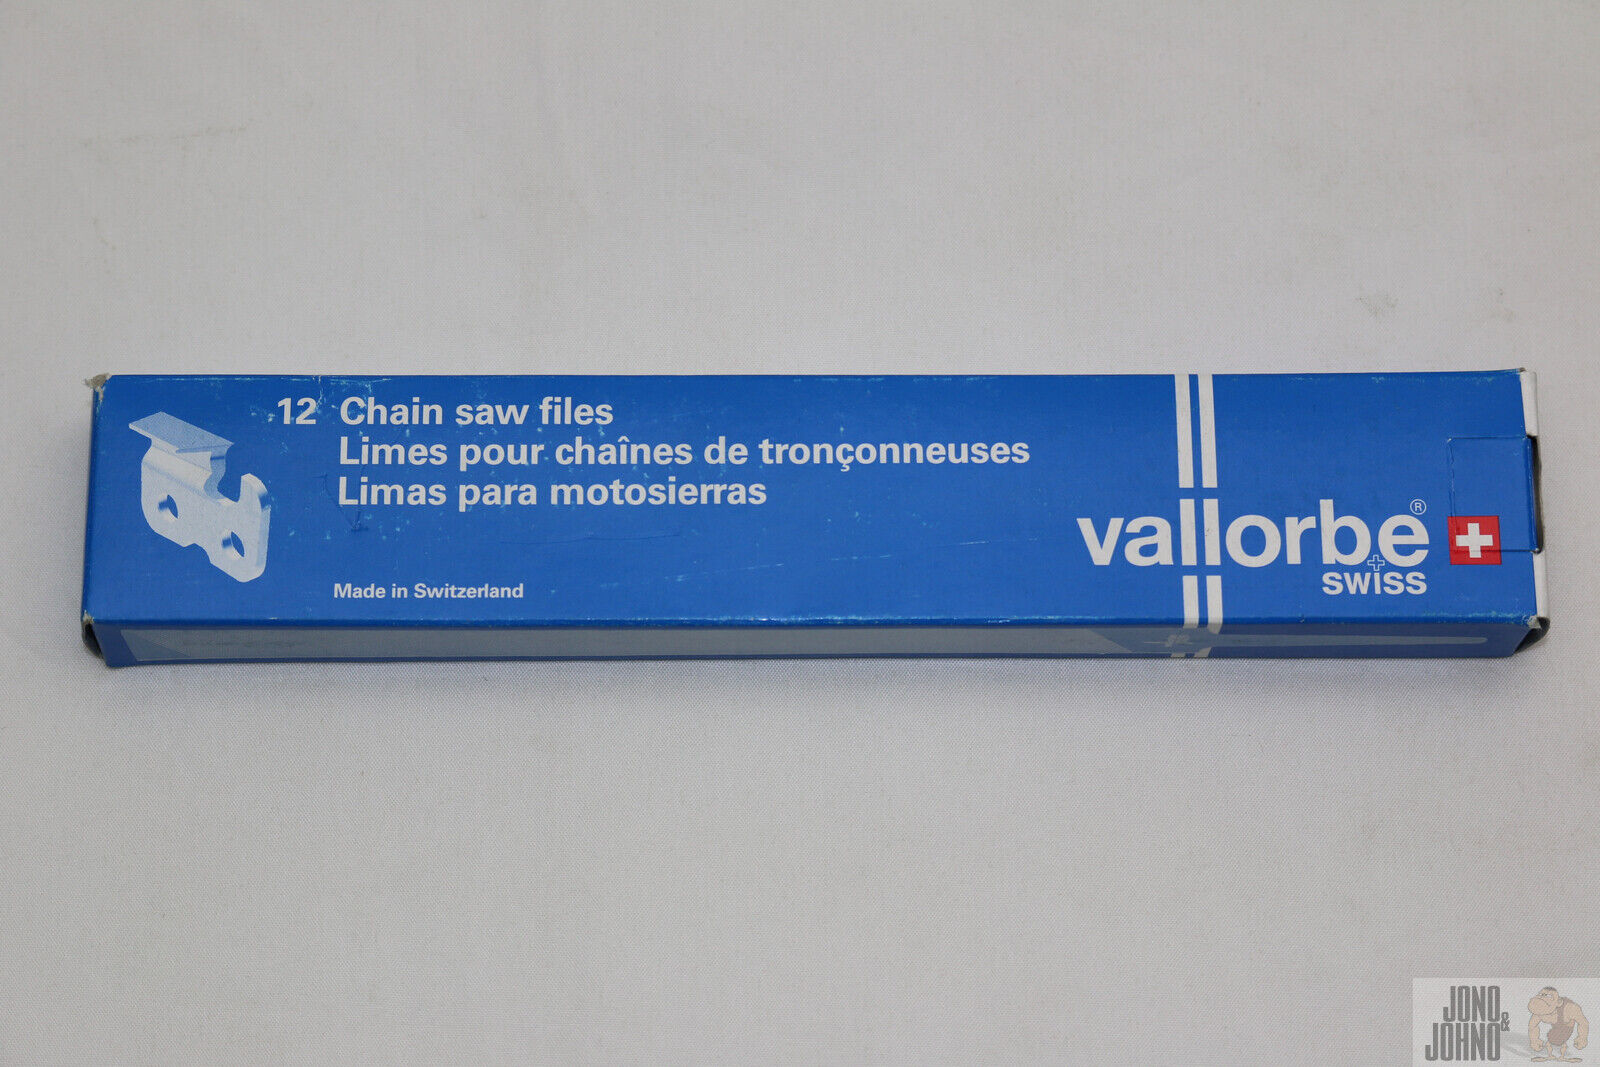 12 Chain saw files
Limes pour chaînes de tronçonneuses
Limas para motosierras
Made in Switzerland
vallorbe®
swiss
JONO &
JOHNO